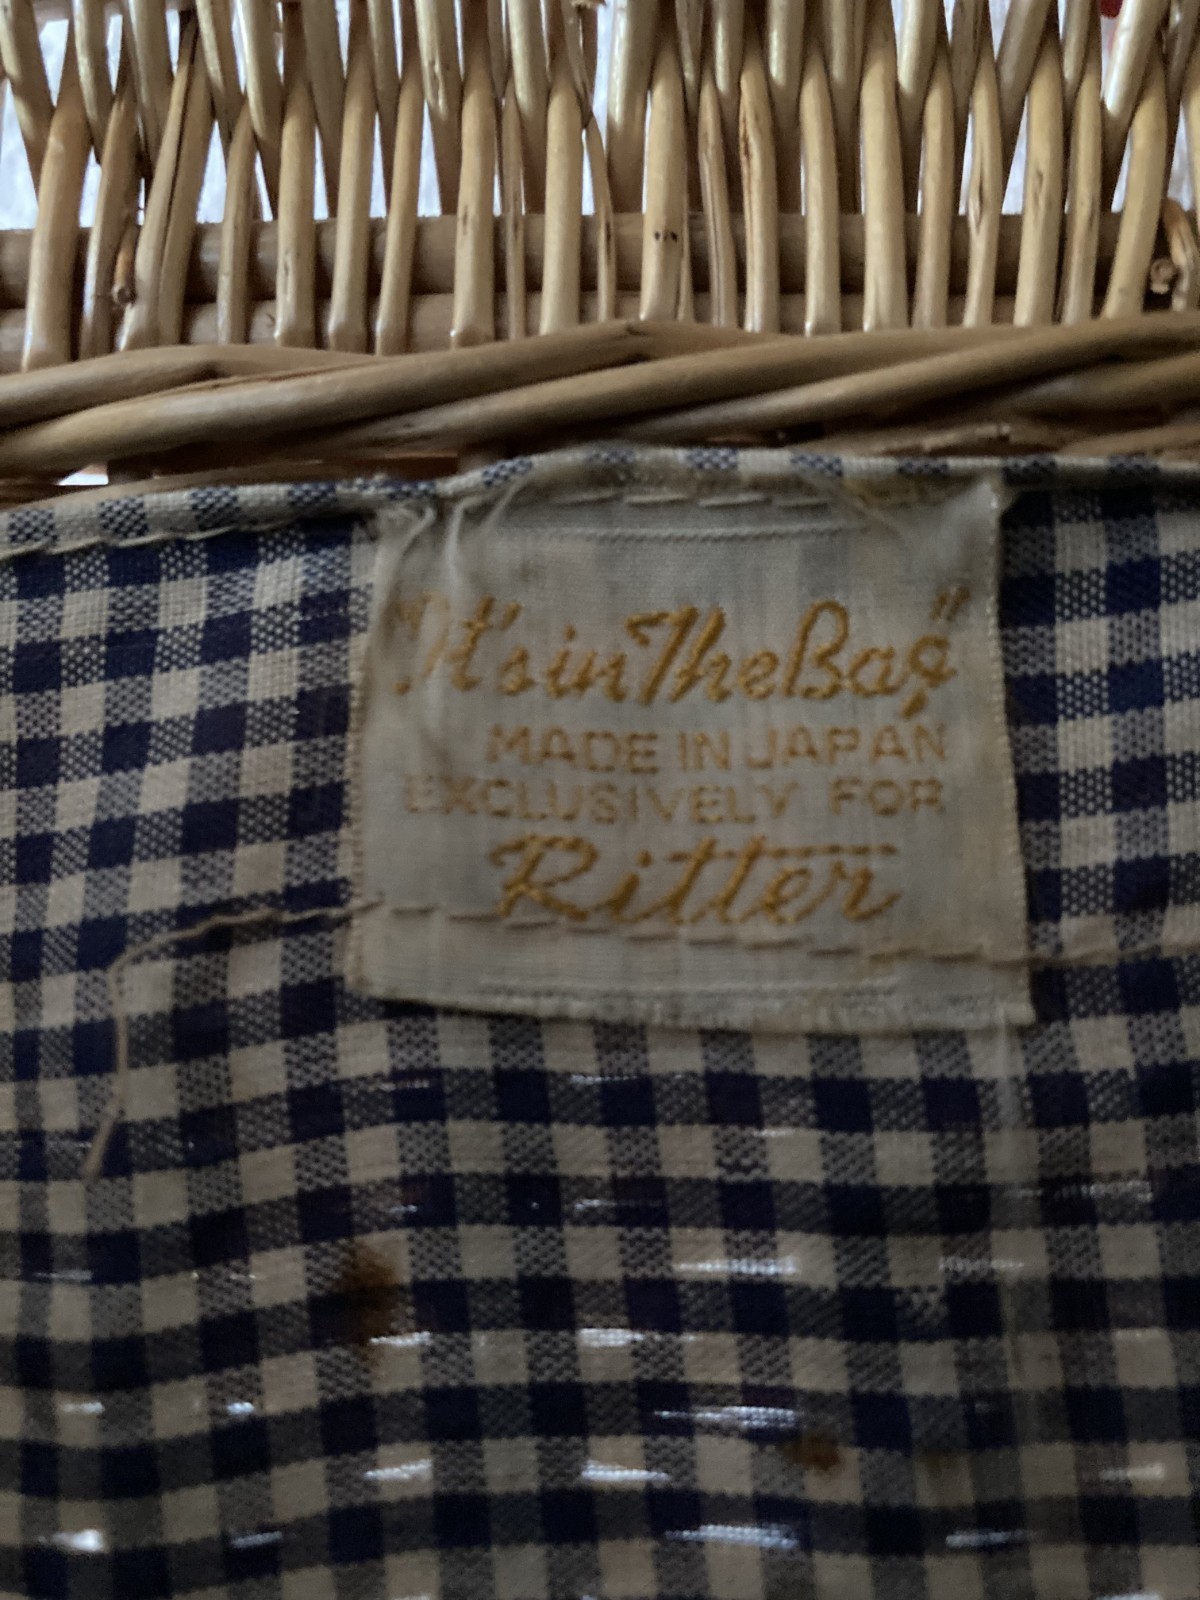 "It's in The Bag"
MADE IN JAPAN
EXCLUSIVELY FOR
Ritter